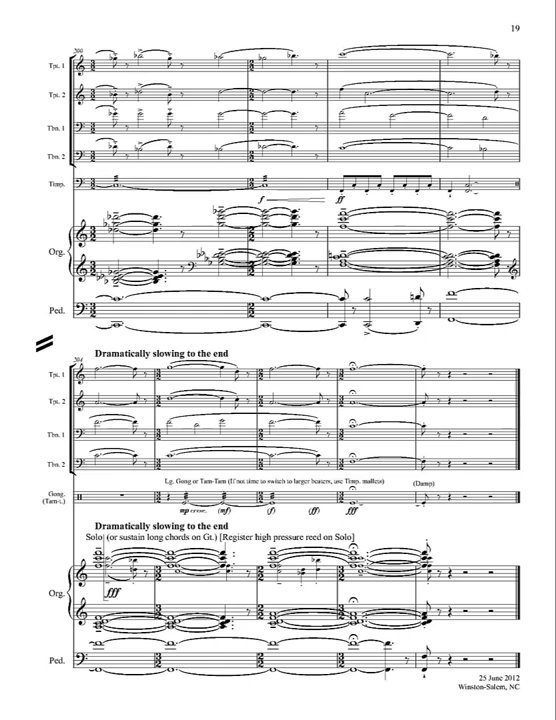 19
200
Tpt. 1
Tpt. 2
Tbn. 1
Tbn. 2
Timp.
f ff
Org.
Ped.
Dramatically slowing to the end
204
Tpt. 1
Tpt. 2
Tbn. 1
Tbn. 2
Lg. Gong or Tam-Tam (If not time to switch to larger beaters, use Timp. mallets) (Damp)
Gong.
(Tam-t.)
mp cresc. (mf) (f) (ff) fff
Dramatically slowing to the end
Solo (or sustain long chords on Gt.) [Register high pressure reed on Solo]
fff
Org.
Ped.
25 June 2012
Winston-Salem, NC